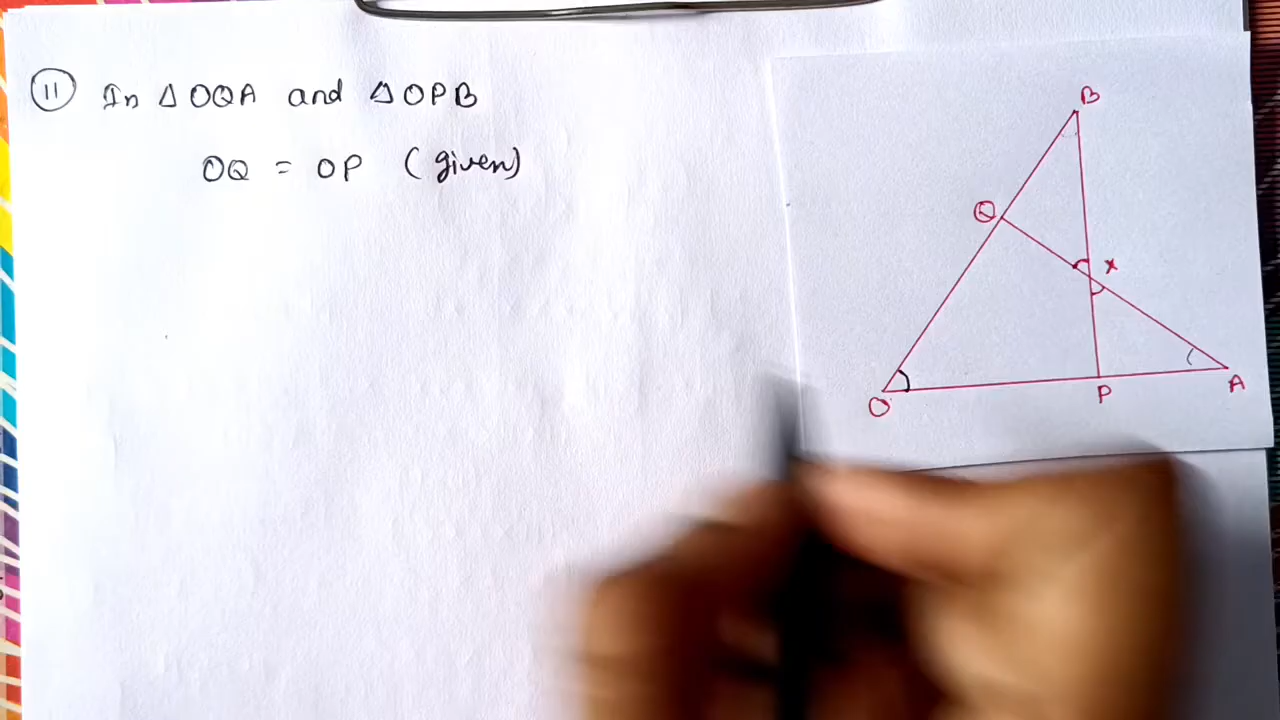 11 In △OQA and △OPB
OQ = OP (given)
B
Q
x
O
P
A